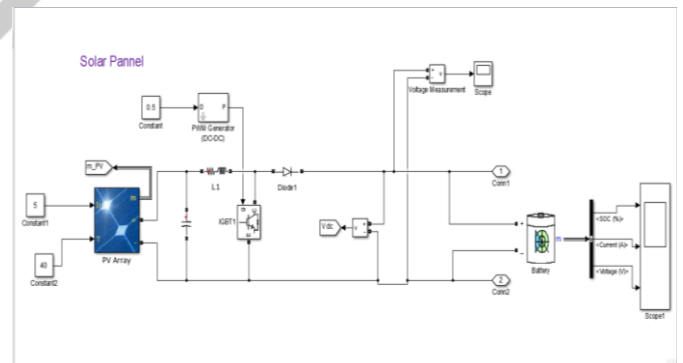 Solar Pannel
Voltage Measurement
Scope
0.5
Constant
D P
PWM Generator
(DC-DC)
m_PV
L1
Diode1
1
Conn1
5
Constant1
m
IGBT1
Vdc
v
+
-
<SOC (%)>
<Current (A)>
<Voltage (V)>
40
Constant2
PV Array
Battery
m
2
Conn2
Scope1